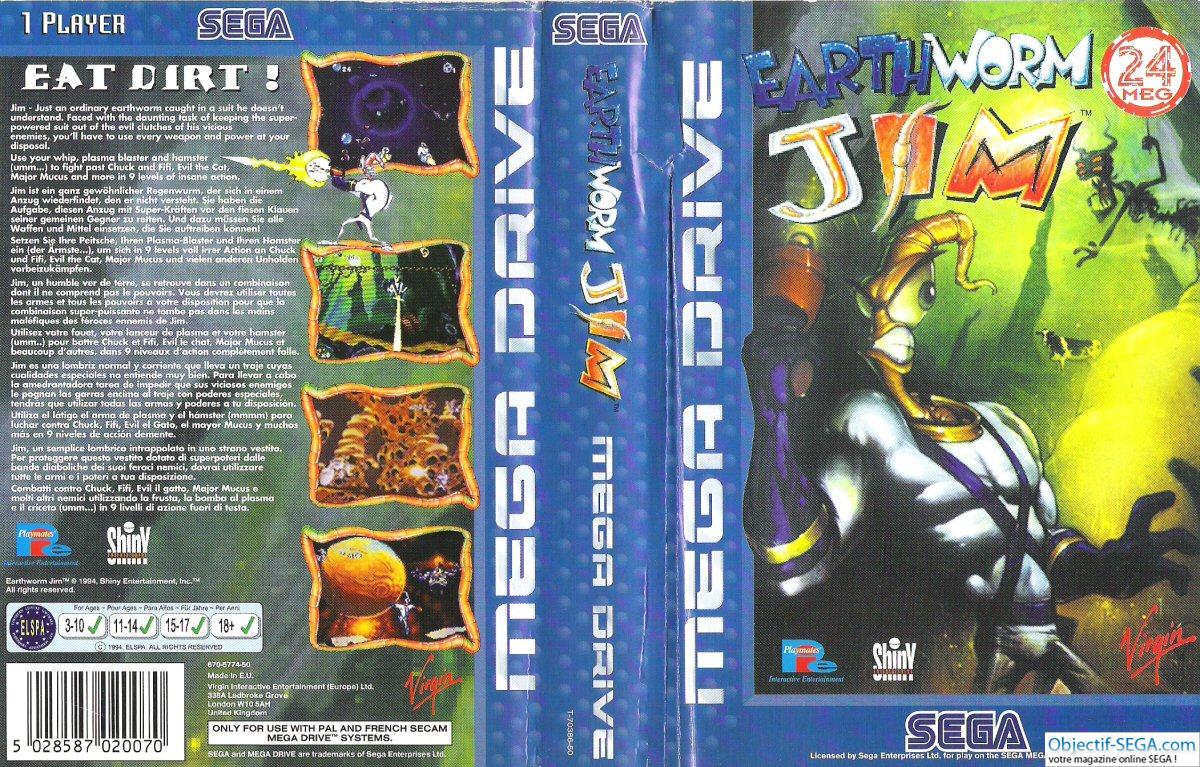 1 PLAYER
SEGA
EAT DIRT !
Jim - Just an ordinary earthworm caught in a suit he doesn't
understand. Faced with the daunting task of keeping the super-
powered suit out of the evil clutches of his vicious
enemies, you'll have to use every weapon and power at your
disposal.
Use your whip, plasma blaster and hamster
(umm...) to fight past Chuck and Fifi, Evil the Cat,
Major Mucus and more in 9 levels of insane action.
Jim ist ein ganz gewöhnlicher Regenwurm, der sich in einem
Anzug wiederfindet, den er nicht versteht. Sie haben die
Aufgabe, diesen Anzug mit Super-Krätten vor den fiesen Klauen
seiner gemeinen Gegner zu retten. Und dazu müssen Sie alle
Waffen und Mittel einsetzen, die Sie auftreiben können!
Setzen Sie Ihre Peitsche, Ihren Plasma-Blaster und Ihren Hamster
ein (der Ärmste...), um sich in 9 levels voll irrer Action an Chuck
und Fifi, Evil the Cat, Major Mucus und vielen anderen Unholden
vorbeizukämpfen.
Jim, un humble ver de terre, se retrouve dans un combinaison
dont il ne comprend pas le pouvoirs. Vous devrez utiliser toutes
les armes et tous les pouvoirs à votre disposition pour que la
combinaison super-puissante ne tombe pas dans les mains
maléfiques des féroces ennemis de Jim.
Utilisez votre fouet, votre lanceur de plasma et votre hamster
(umm..) pour battre Chuck et Fifi, Evil le chat, Major Mucus et
beaucoup d'autres, dans 9 niveaux d'action complètement folle.
Jim es una lombriz normal y corriente que lleva un traje cuyas
cualidades especiales no entiende muy bien. Para llevar a cabo
la amedrantadora tarea de impedir que sus viciosos enemigos
le pognan las garras encima al traje con poderes especiales,
tendrás que utilizar todas las armas y poderes a tu disposición.
Utiliza el látigo el arma de plasma y el hámster (mmmm) para
luchar contra Chuck, Fifi, Evil el Gato, el mayor Mucus y muchos
más en 9 niveles de acción demente.
Jim, un semplice lombrico intrappolato in uno strano vestito.
Per proteggere questo vestito dotato di superpoteri dalle
bande diaboliche dei suoi feroci nemici, dovrai utilizzare
tutte le armi e i poteri a tua disposizione.
Combatti contro Chuck, Fifi, Evil il gatto, Major Mucus e
molti altri nemici utilizzando la frusta, la bomba al plasma
e il criceto (umm...) in 9 livelli di azione fuori di testa.
Playmates
Interactive Entertainment
Shiny
ENTERTAINMENT
Earthworm Jim™ © 1994, Shiny Entertainment, Inc.™
All rights reserved.
ELSPA
For Ages ~ Pour Ages ~ Para Años ~ Für Jahre ~ Per Anni
3-10 11-14 15-17 18+
© 1994, ELSPA. ALL RIGHTS RESERVED
5 028587 020070
670-5774-50
Made in E.U.
Virgin Interactive Entertainment (Europe) Ltd.
338A Ladbroke Grove
London W10 5AH
United Kingdom
Virgin
ONLY FOR USE WITH PAL AND FRENCH SECAM
MEGA DRIVE™ SYSTEMS.
SEGA AND MEGA DRIVE are trademarks of Sega Enterprises Ltd.
MEGA DRIVE
SEGA
EARTHWORM JIM™
MEGA DRIVE
T-70386-50
MEGA DRIVE
EARTHWORM
JIM™
24
MEG
Playmates
Interactive Entertainment
Shiny
ENTERTAINMENT
Virgin
SEGA
Licensed by Sega Enterprises Ltd. for play on the SEGA MEG
Objectif-SEGA.com
votre magazine online SEGA !